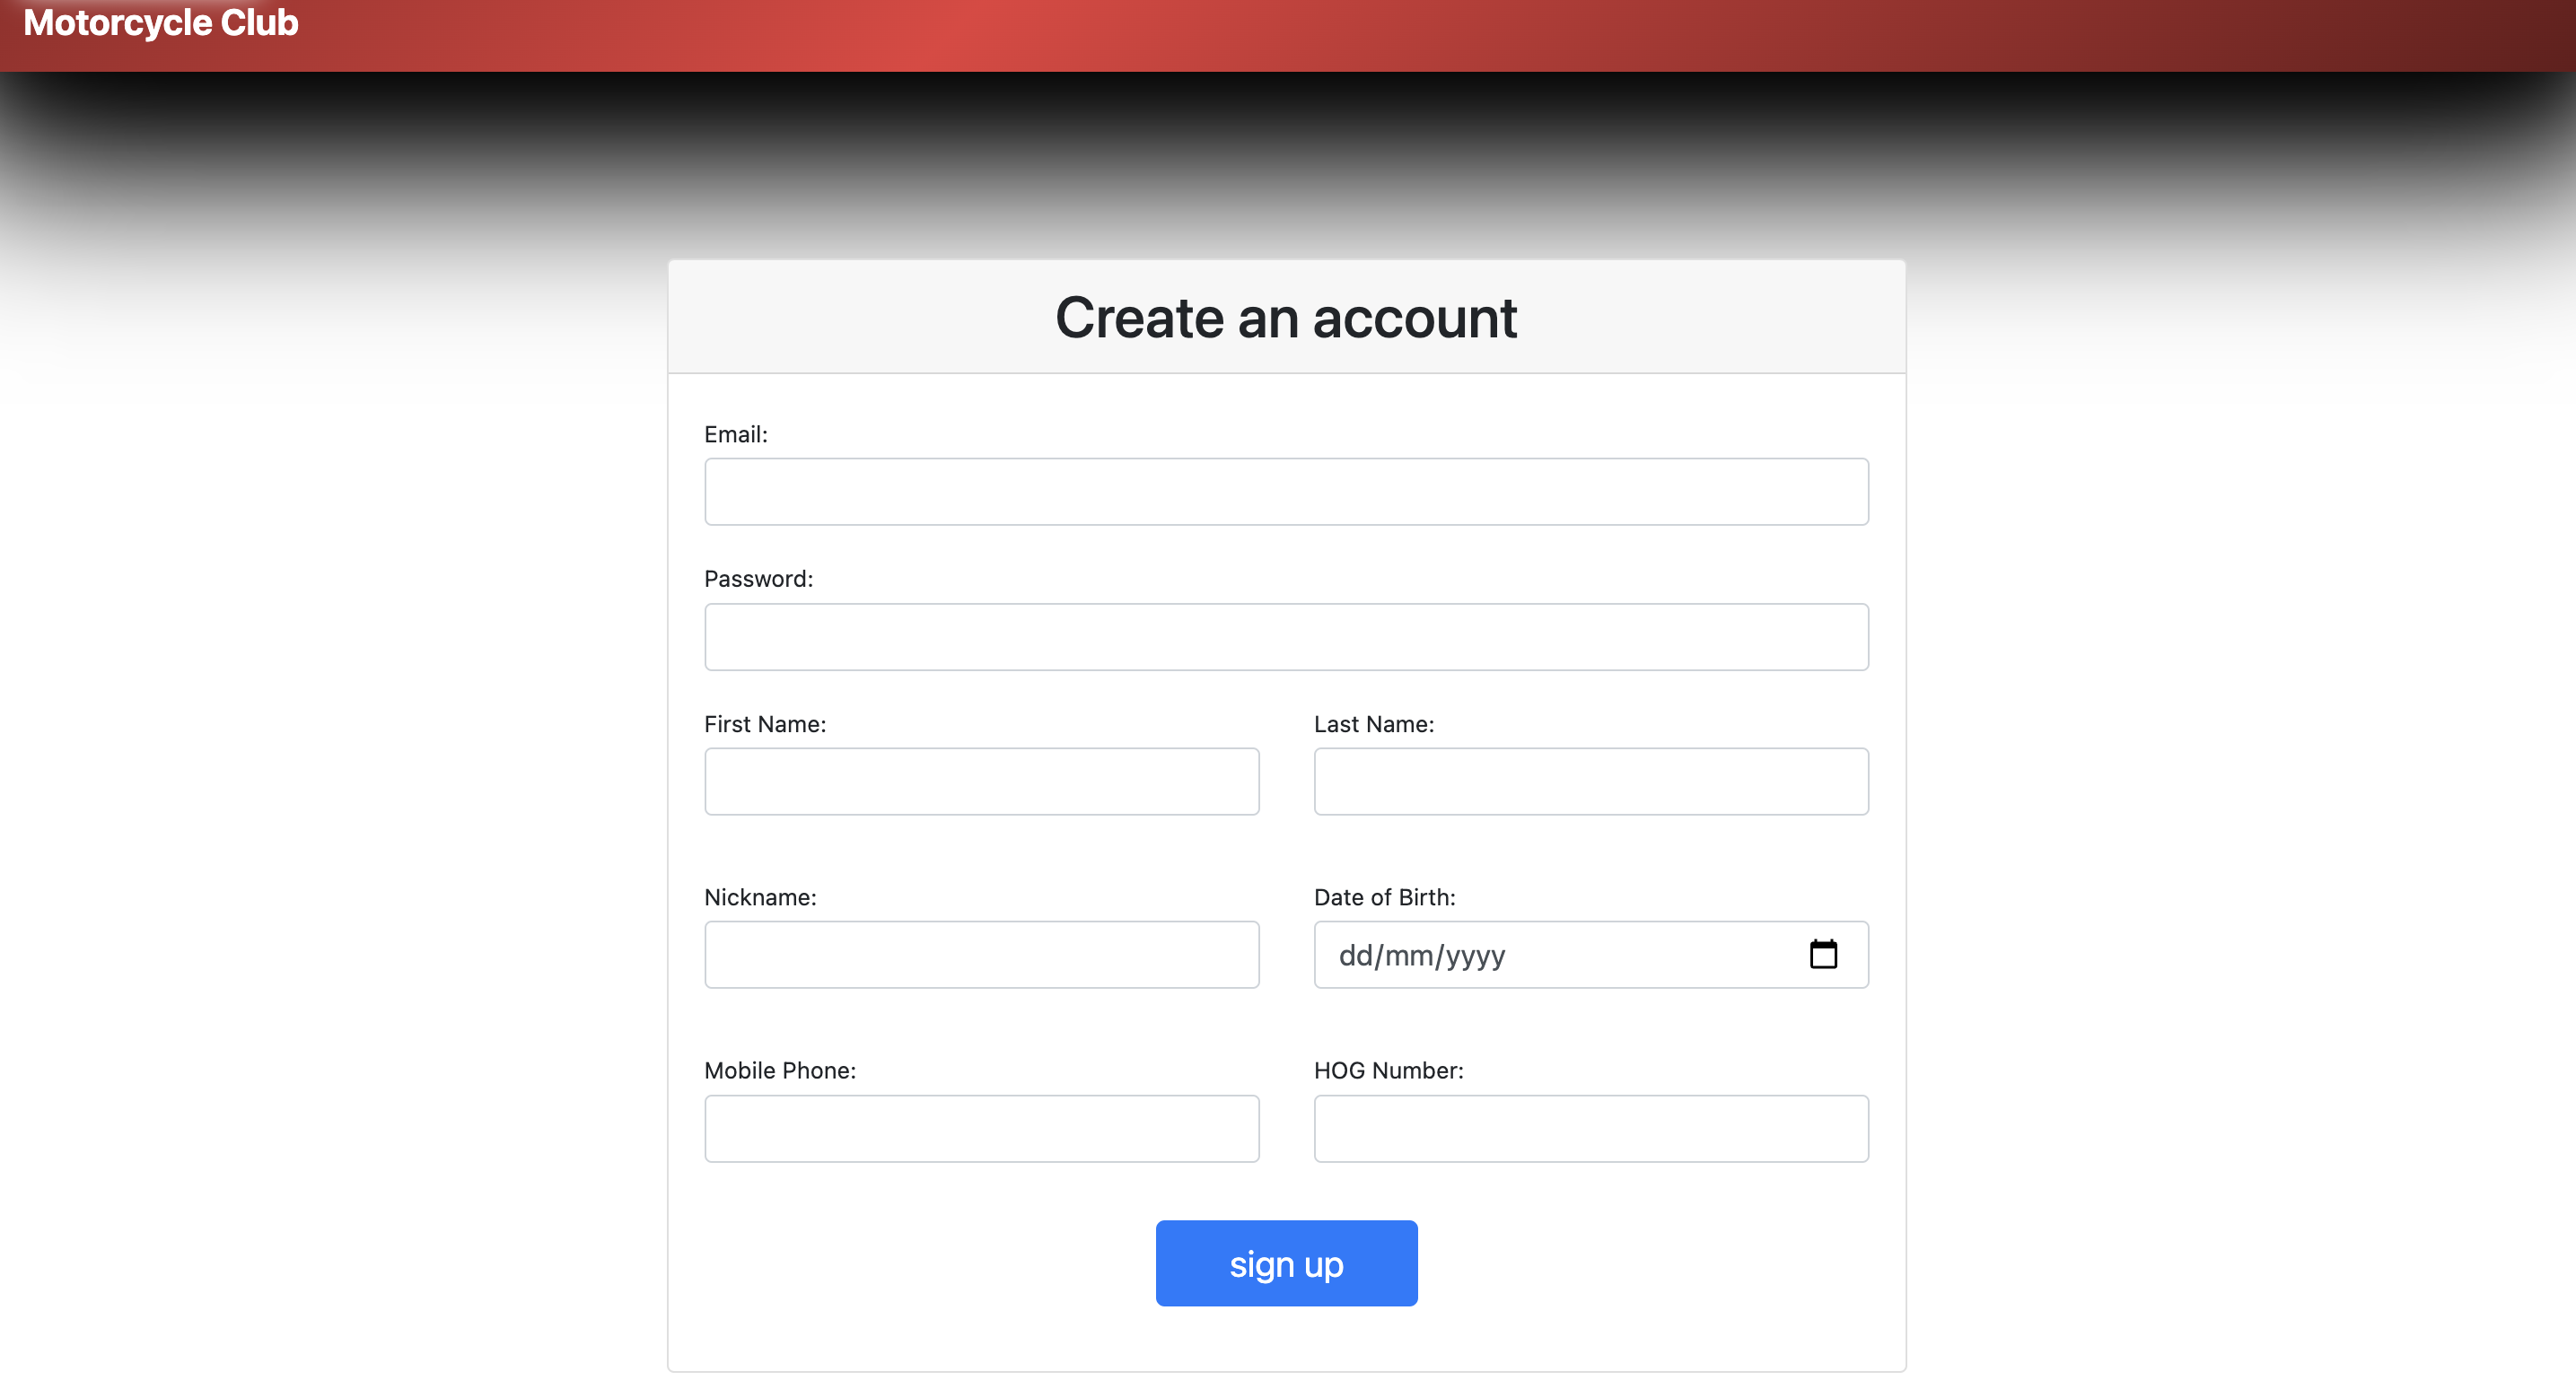 Motorcycle Club
Create an account
Email:
Password:
First Name:
Last Name:
Nickname:
Date of Birth:
dd/mm/yyyy
Mobile Phone:
HOG Number:
sign up